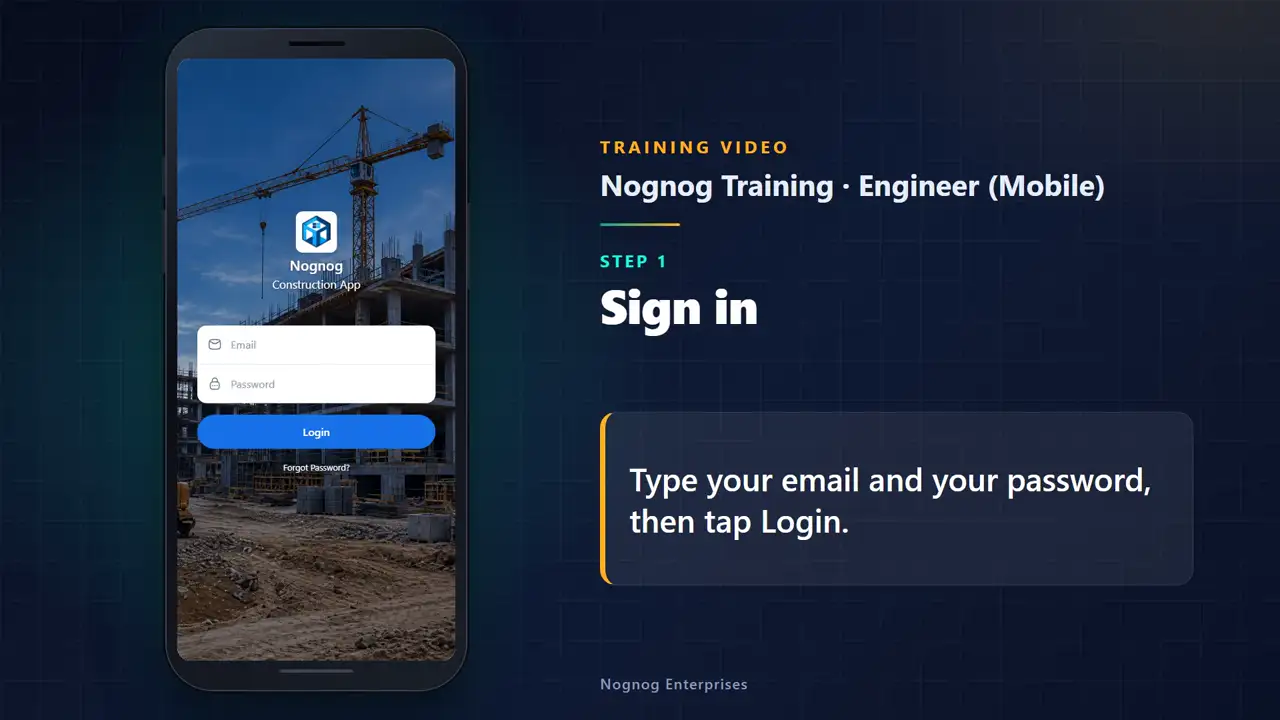 Nognog
Construction App
Email
Password
Login
Forgot Password?
TRAINING VIDEO
Nognog Training · Engineer (Mobile)
STEP 1
Sign in
Type your email and your password,
then tap Login.
Nognog Enterprises